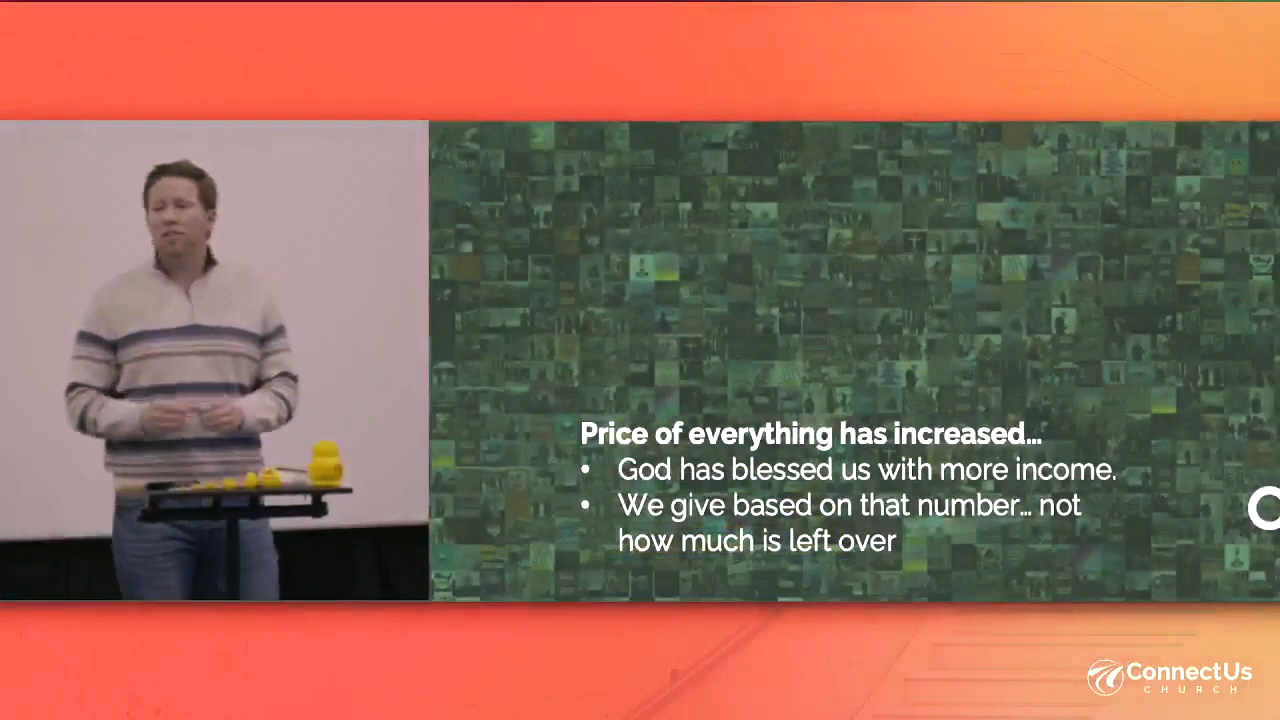 Price of everything has increased...
• God has blessed us with more income.
• We give based on that number... not
how much is left over
ConnectUs
CHURCH